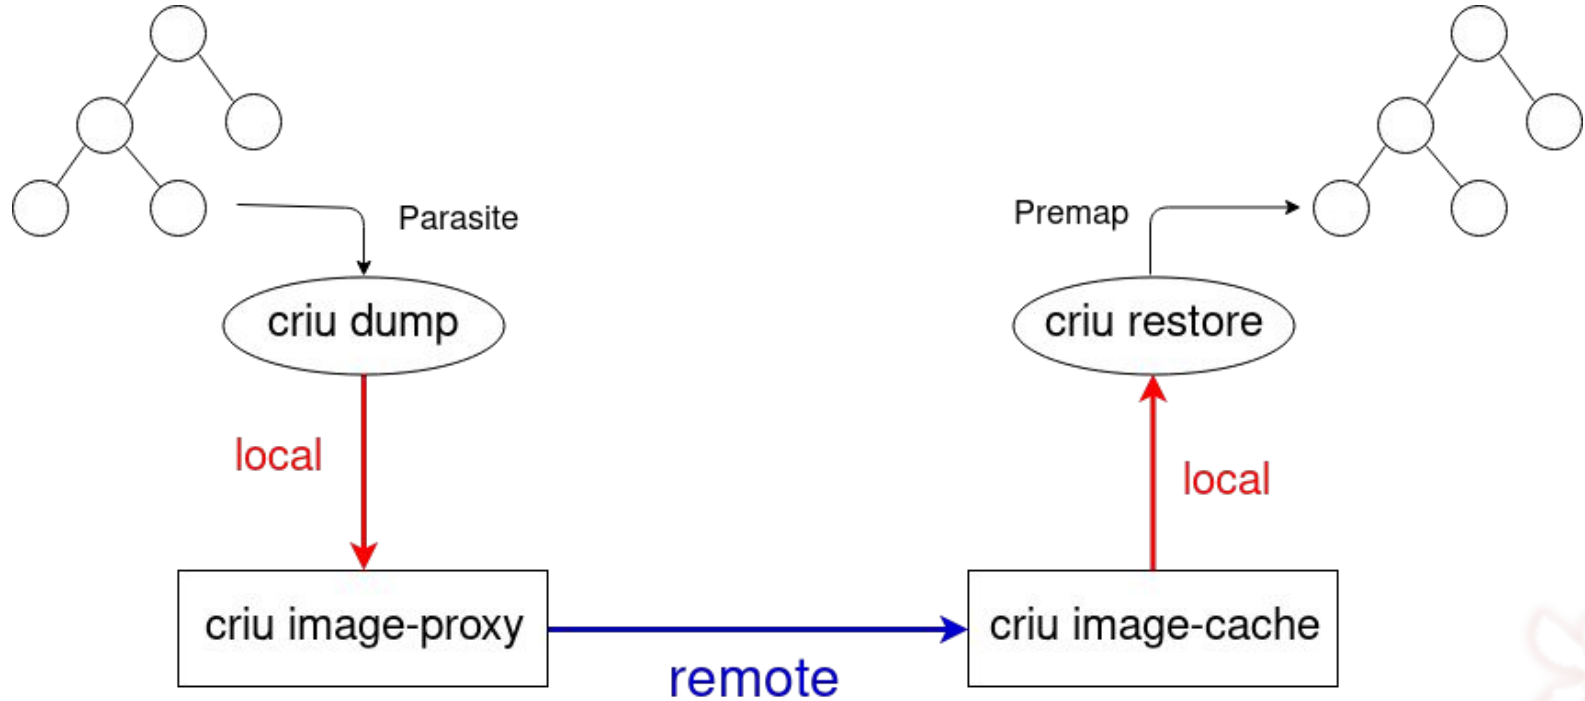 Parasite
Premap
criu dump
criu restore
local
local
criu image-proxy
criu image-cache
remote